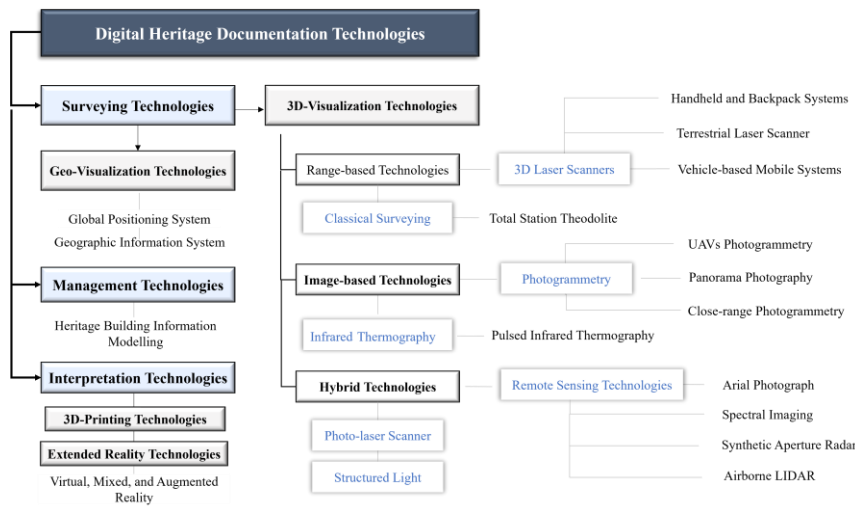 Digital Heritage Documentation Technologies
Surveying Technologies
3D-Visualization Technologies
Geo-Visualization Technologies
Global Positioning System
Geographic Information System
Management Technologies
Heritage Building Information
Modelling
Interpretation Technologies
3D-Printing Technologies
Extended Reality Technologies
Virtual, Mixed, and Augmented
Reality
Range-based Technologies
3D Laser Scanners
Handheld and Backpack Systems
Terrestrial Laser Scanner
Vehicle-based Mobile Systems
Classical Surveying
Total Station Theodolite
Image-based Technologies
Photogrammetry
UAVs Photogrammetry
Panorama Photography
Close-range Photogrammetry
Infrared Thermography
Pulsed Infrared Thermography
Hybrid Technologies
Remote Sensing Technologies
Arial Photograph
Spectral Imaging
Synthetic Aperture Radar
Airborne LIDAR
Photo-laser Scanner
Structured Light